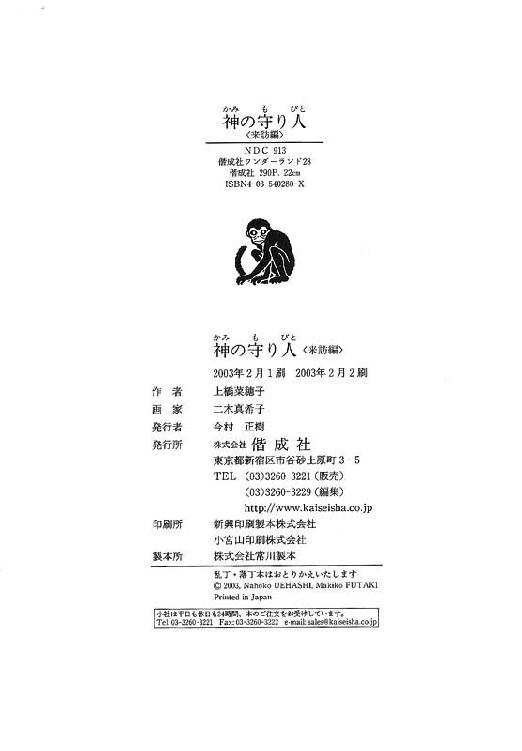 かみ も びと
神の守り人
〈来訪編〉
NDC 913
偕成社ワンダーランド28
偕成社 290P. 22cm
ISBN4-03-540280-X
かみ も びと
神の守り人〈来訪編〉
2003年2月1刷 2003年2月2刷
作者 上橋菜穂子
画家 二木真希子
発行者 今村 正樹
発行所 株式会社 偕成社
東京都新宿区市谷砂土原町3-5
TEL (03)3260-3221(販売)
(03)3260-3229(編集)
http://www.kaiseisha.co.jp
印刷所 新興印刷製本株式会社
小宮山印刷株式会社
製本所 株式会社常川製本
乱丁・落丁本はおとりかえいたします
© 2003, Nahoko UEHASHI, Makiko FUTAKI
Printed in Japan
小社は平日も休日も24時間、本のご注文をお受けしています。
Tel:03-3260-3221 Fax:03-3260-3222 e-mail:sales@kaiseisha.co.jp